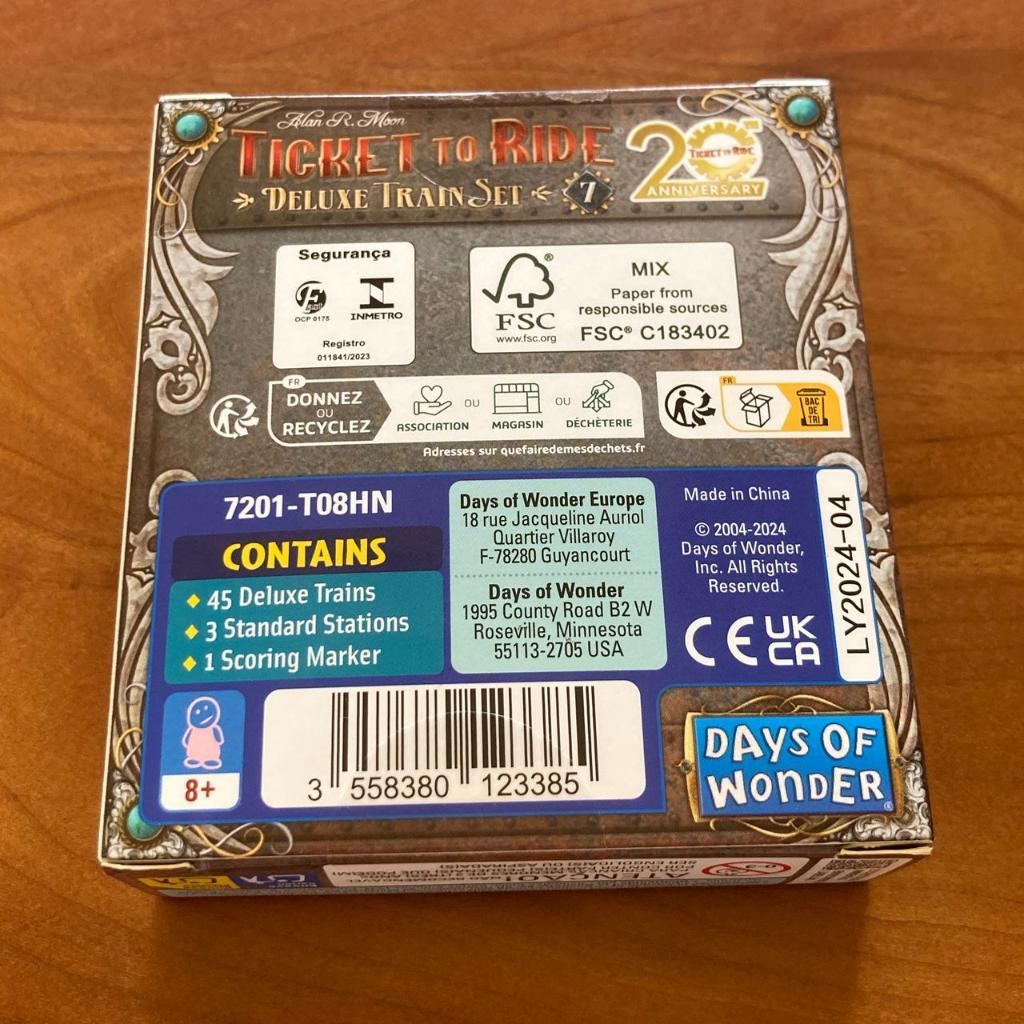 Alan R. Moon
TICKET TO RIDE
DELUXE TRAIN SET
7
20TH
TICKET TO RIDE
ANNIVERSARY
Segurança
OCP 0175
INMETRO
Registro
011841/2023
FSC®
www.fsc.org
MIX
Paper from
responsible sources
FSC® C183402
FR
DONNEZ
OU
RECYCLEZ
ASSOCIATION
OU
MAGASIN
OU
DÉCHÈTERIE
Adresses sur quefairedemesdechets.fr
FR
BAC
DE
TRI
7201-T08HN
CONTAINS
45 Deluxe Trains
3 Standard Stations
1 Scoring Marker
8+
Days of Wonder Europe
18 rue Jacqueline Auriol
Quartier Villaroy
F-78280 Guyancourt
Days of Wonder
1995 County Road B2 W
Roseville, Minnesota
55113-2705 USA
Made in China
© 2004-2024
Days of Wonder,
Inc. All Rights
Reserved.
CE
UK
CA
LY2024-04
3 558380 123385
DAYS OF
WONDER®
0-3